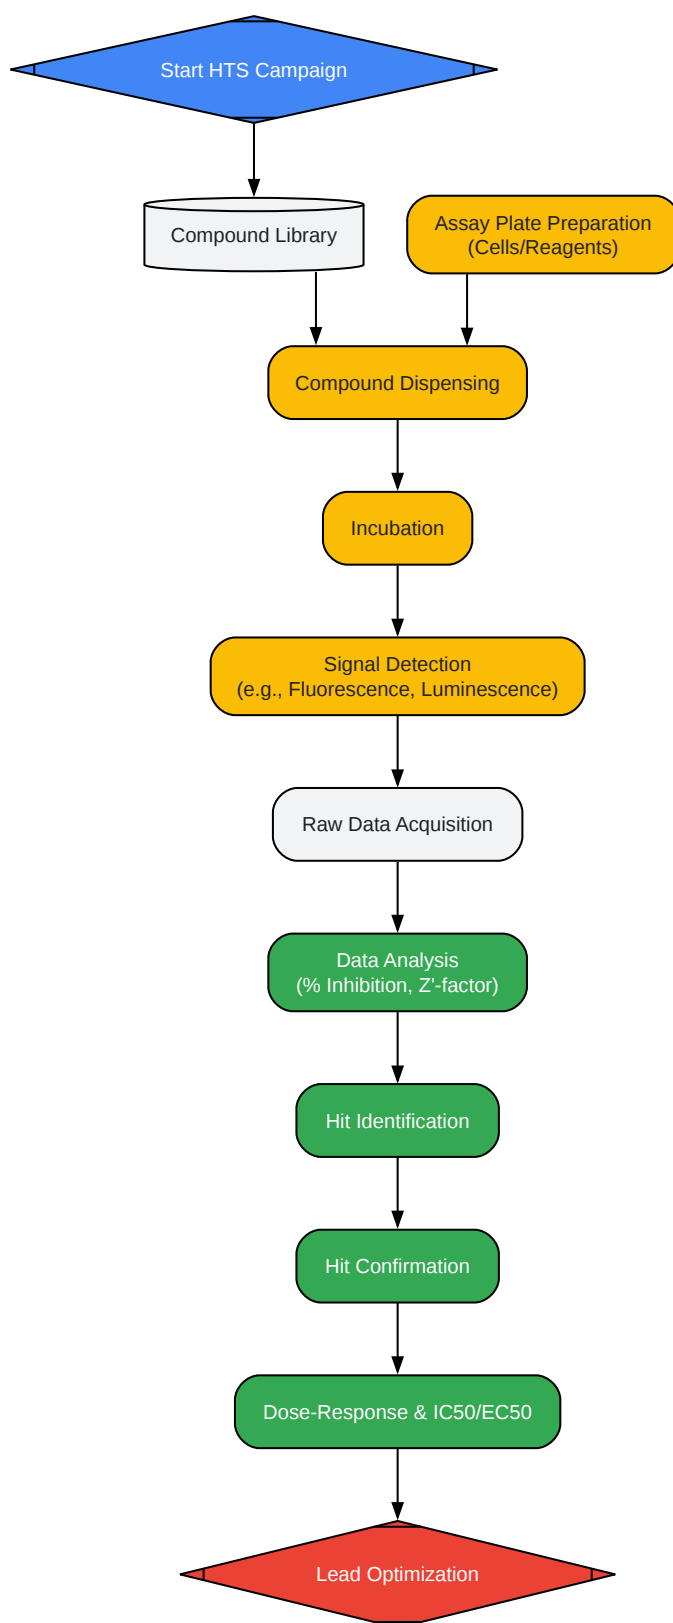 Start HTS Campaign
Compound Library
Assay Plate Preparation
(Cells/Reagents)
Compound Dispensing
Incubation
Signal Detection
(e.g., Fluorescence, Luminescence)
Raw Data Acquisition
Data Analysis
(% Inhibition, Z'-factor)
Hit Identification
Hit Confirmation
Dose-Response & IC50/EC50
Lead Optimization